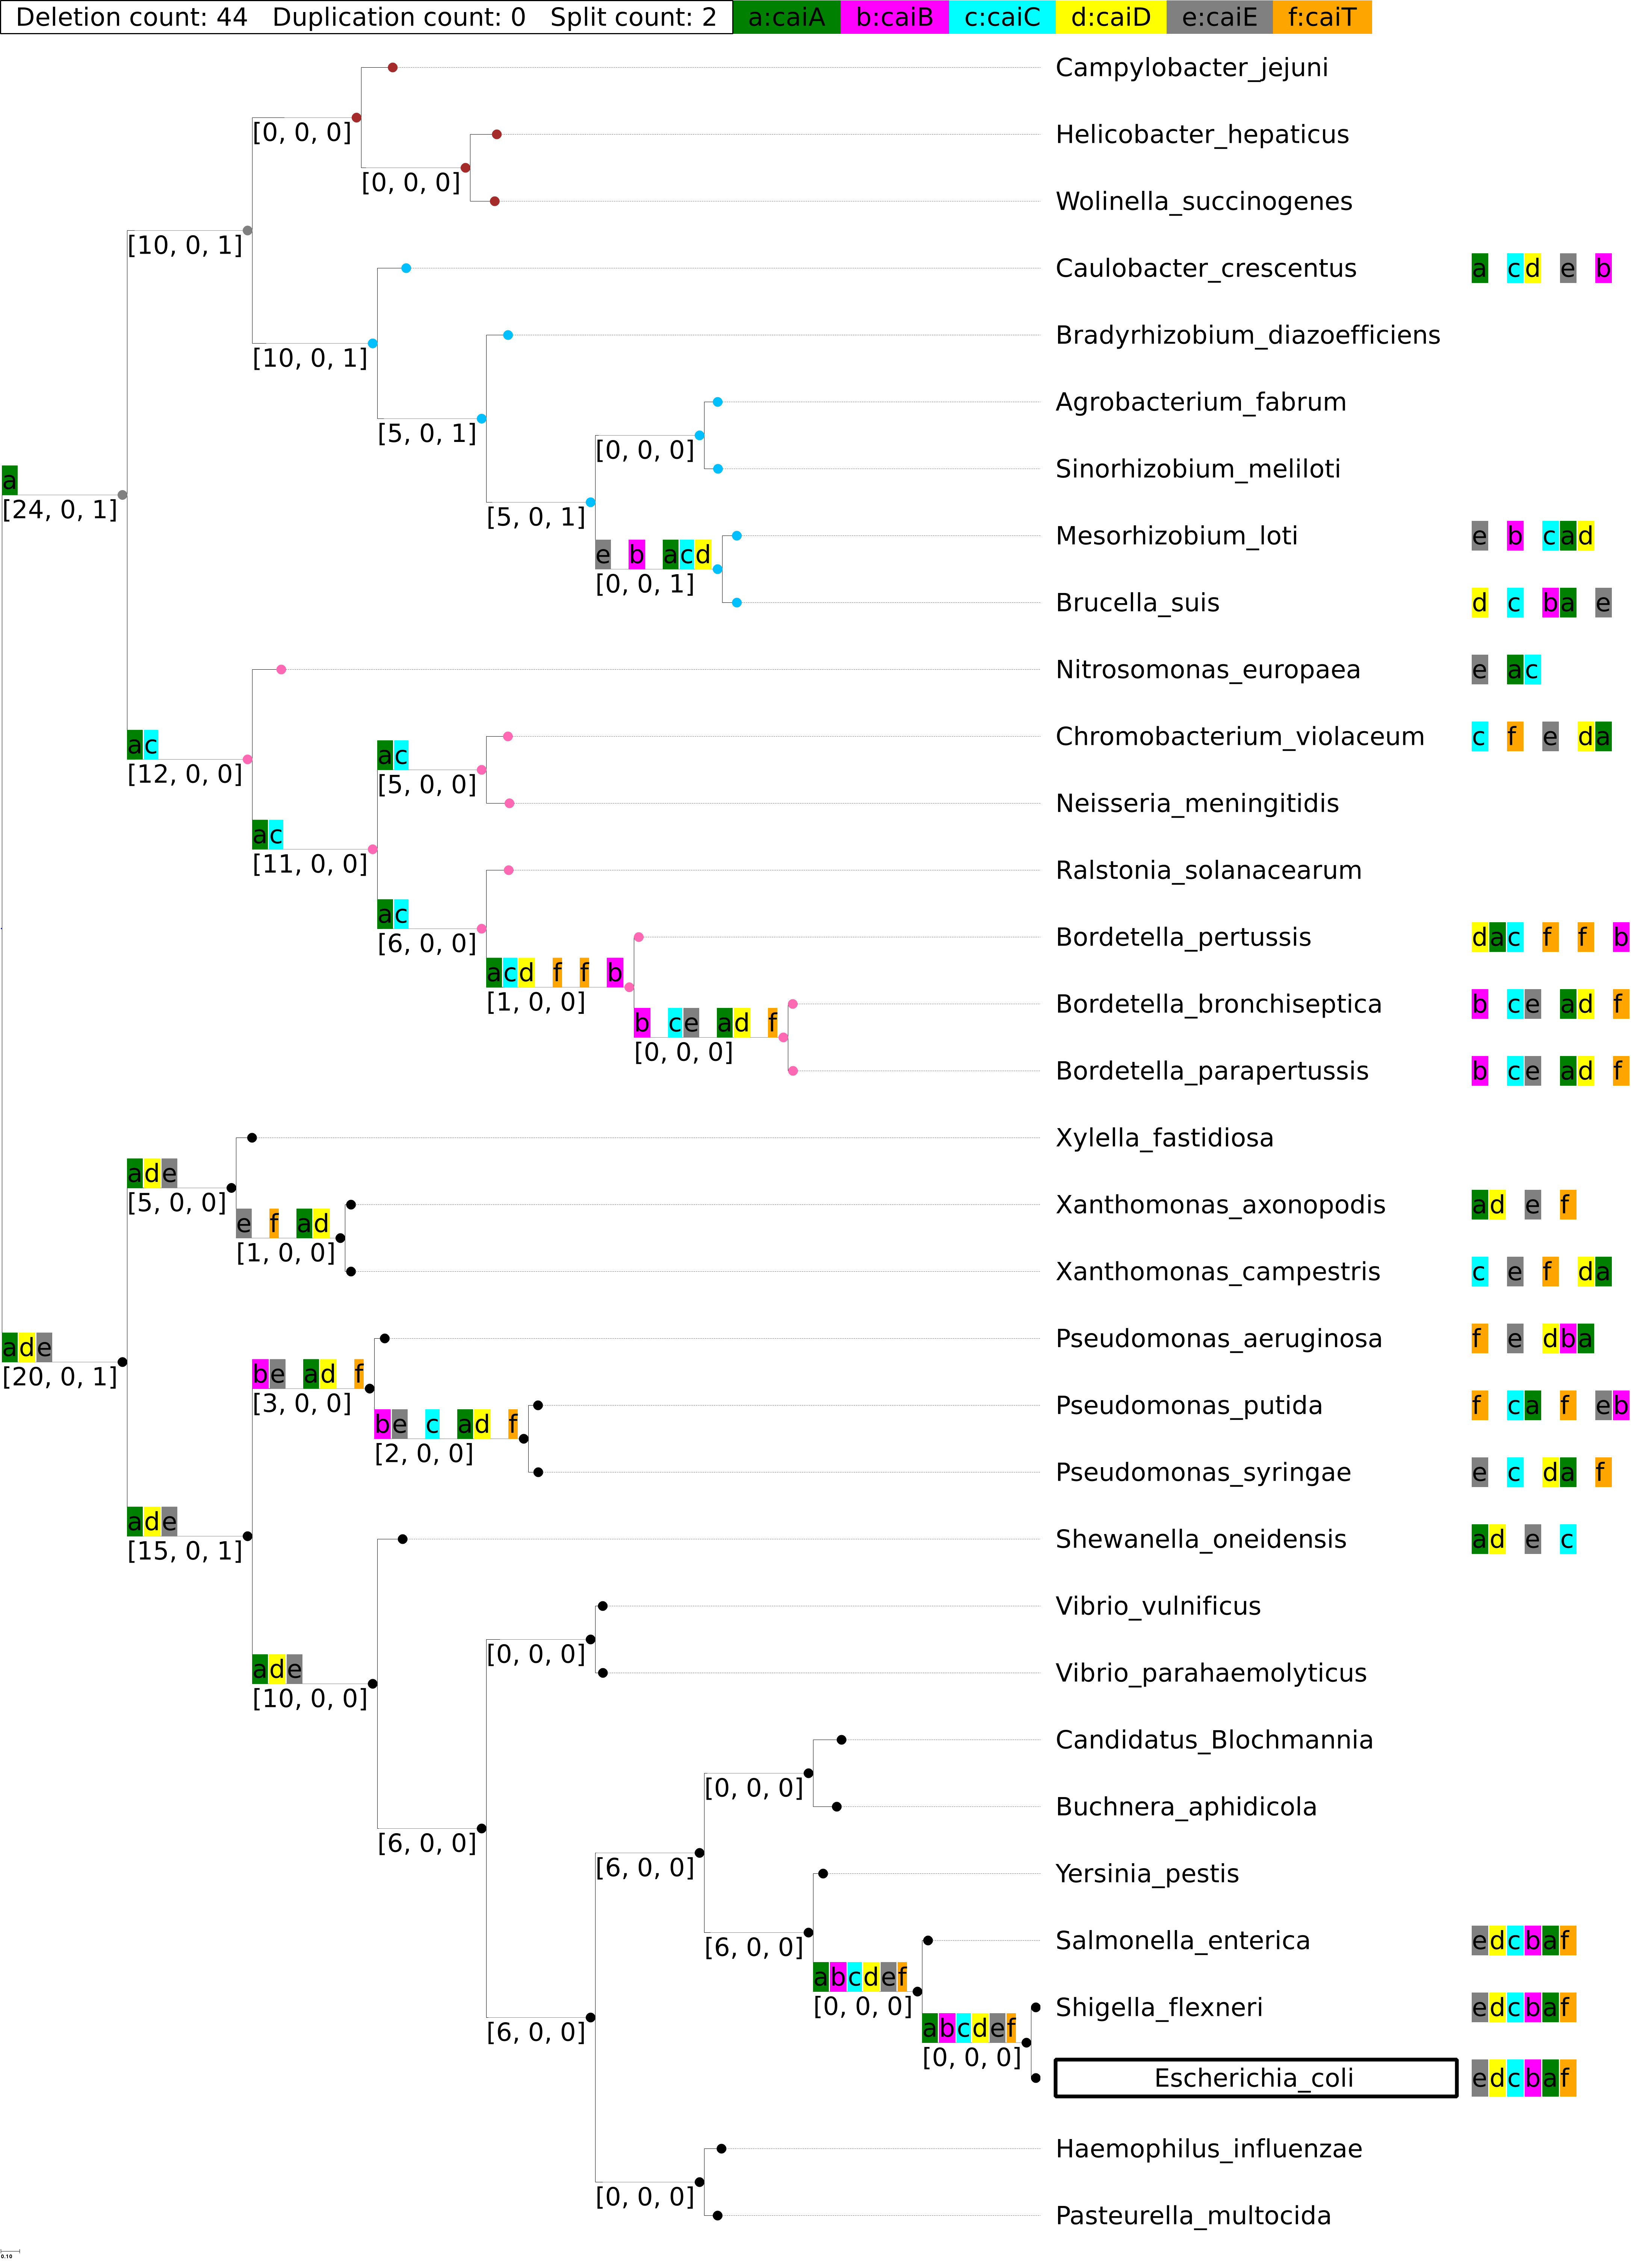 Deletion count: 44 Duplication count: 0 Split count: 2 a:caiA b:caiB c:caiC d:caiD e:caiE f:caiT
Campylobacter_jejuni
[0, 0, 0]
Helicobacter_hepaticus
[0, 0, 0]
Wolinella_succinogenes
[10, 0, 1]
Caulobacter_crescentus a cd e b
Bradyrhizobium_diazoefficiens
[10, 0, 1]
Agrobacterium_fabrum
[5, 0, 1]
[0, 0, 0]
Sinorhizobium_meliloti
a
[24, 0, 1]
[5, 0, 1]
Mesorhizobium_loti e b cad
e b acd
[0, 0, 1]
Brucella_suis d c ba e
Nitrosomonas_europaea e ac
Chromobacterium_violaceum c f e da
ac
[12, 0, 0]
ac
[5, 0, 0]
Neisseria_meningitidis
ac
[11, 0, 0]
Ralstonia_solanacearum
ac
[6, 0, 0]
Bordetella_pertussis dac f f b
acd f f b
[1, 0, 0]
Bordetella_bronchiseptica b ce ad f
b ce ad f
[0, 0, 0]
Bordetella_parapertussis b ce ad f
Xylella_fastidiosa
ade
[5, 0, 0]
Xanthomonas_axonopodis ad e f
e f ad
[1, 0, 0]
Xanthomonas_campestris c e f da
Pseudomonas_aeruginosa f e dba
ade
[20, 0, 1]
be ad f
[3, 0, 0]
Pseudomonas_putida f ca f eb
be c ad f
[2, 0, 0]
Pseudomonas_syringae e c da f
ade
[15, 0, 1]
Shewanella_oneidensis ad e c
Vibrio_vulnificus
[0, 0, 0]
Vibrio_parahaemolyticus
ade
[10, 0, 0]
Candidatus_Blochmannia
[0, 0, 0]
Buchnera_aphidicola
[6, 0, 0]
[6, 0, 0]
Yersinia_pestis
[6, 0, 0]
Salmonella_enterica edcbaf
abcdef
[0, 0, 0]
Shigella_flexneri edcbaf
[6, 0, 0]
abcdef
[0, 0, 0]
Escherichia_coli edcbaf
Haemophilus_influenzae
[0, 0, 0]
Pasteurella_multocida
0.10